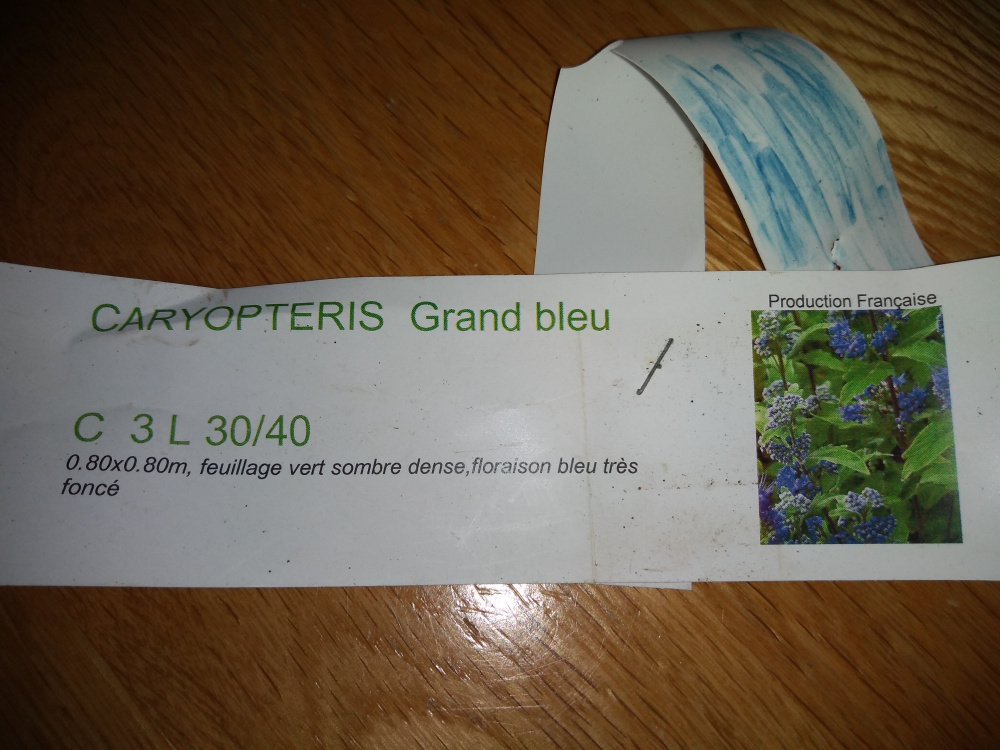 CARYOPTERIS Grand bleu
Production Française
C 3 L 30/40
0.80x0.80m, feuillage vert sombre dense,floraison bleu très
foncé